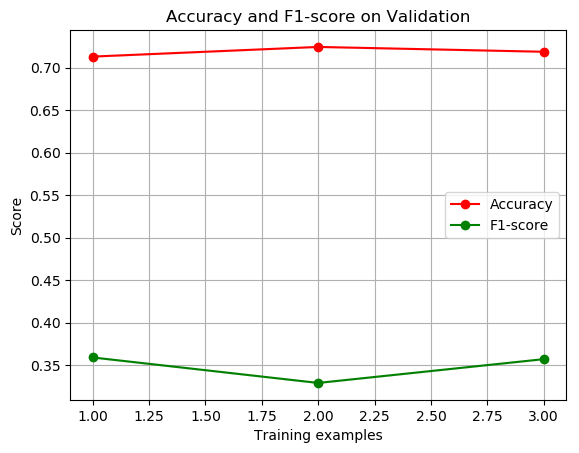 Accuracy and F1-score on Validation
Score
0.70
0.65
0.60
0.55
0.50
0.45
0.40
0.35
Accuracy
F1-score
1.00 1.25 1.50 1.75 2.00 2.25 2.50 2.75 3.00
Training examples